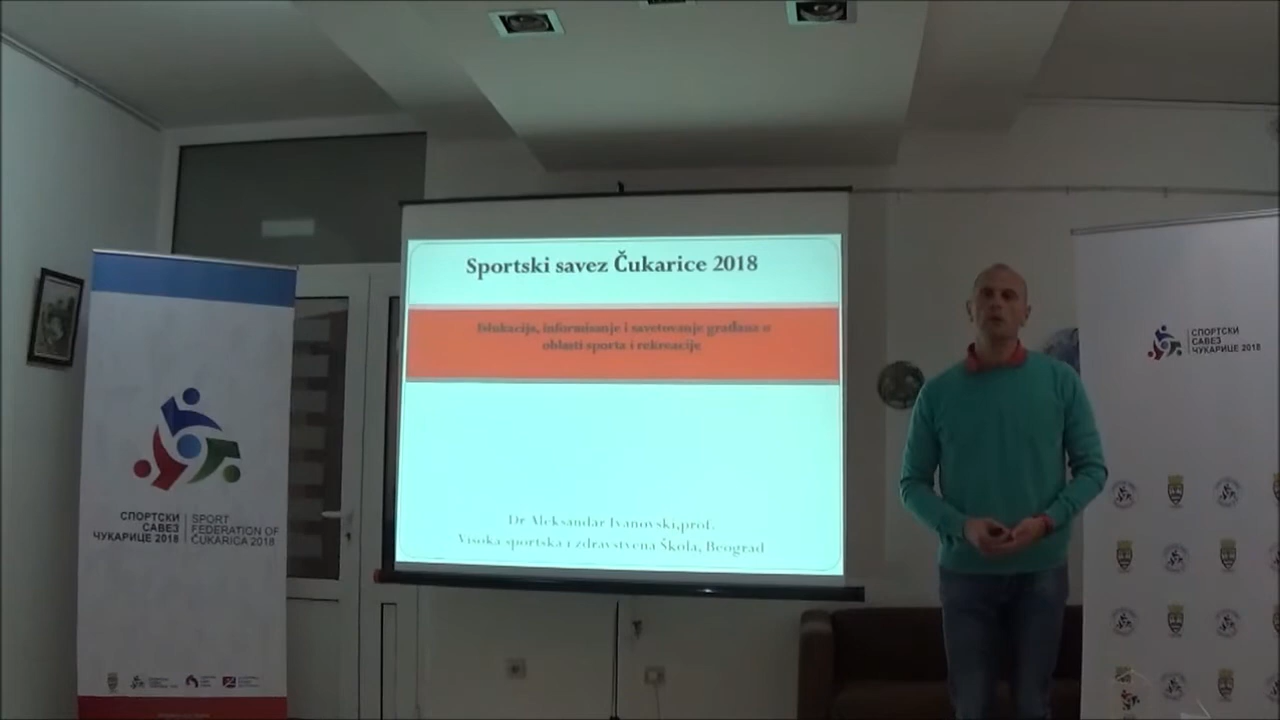 Sportski savez Čukarice 2018
Edukacija, informisanje i savetovanje građana u
oblasti sporta i rekreacije
Dr Aleksandar Ivanovski,prof.
Visoka sportska i zdravstvena Škola, Beograd
СПОРТСКИ
САВЕЗ
ЧУКАРИЦЕ 2018
SPORT
FEDERATION OF
ČUKARICA 2018
СПОРТСКИ
САВЕЗ
ЧУКАРИЦЕ 2018